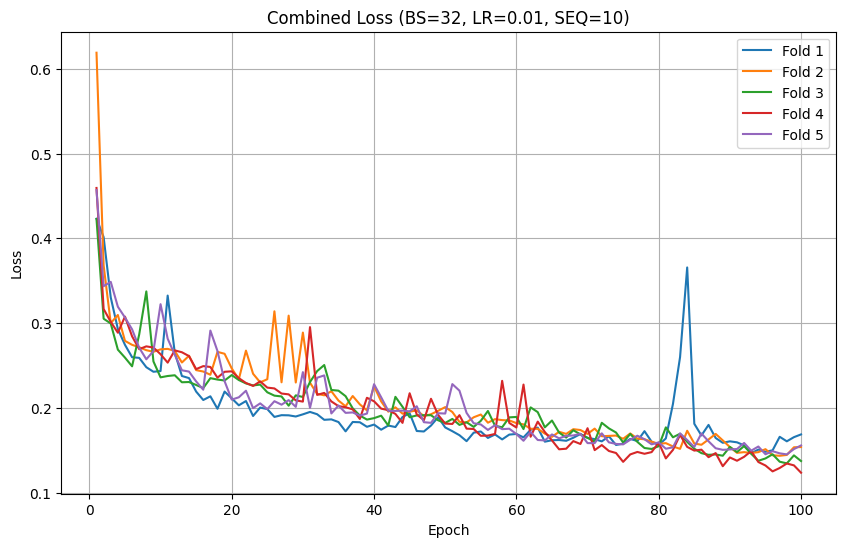 Combined Loss (BS=32, LR=0.01, SEQ=10)
Fold 1
Fold 2
Fold 3
Fold 4
Fold 5
Loss
0.6
0.5
0.4
0.3
0.2
0.1
0 20 40 60 80 100
Epoch